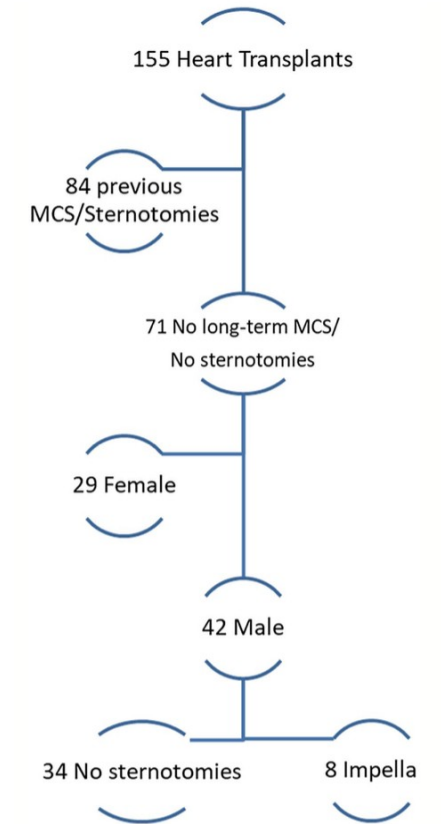 155 Heart Transplants
84 previous
MCS/Sternotomies
71 No long-term MCS/
No sternotomies
29 Female
42 Male
34 No sternotomies
8 Impella